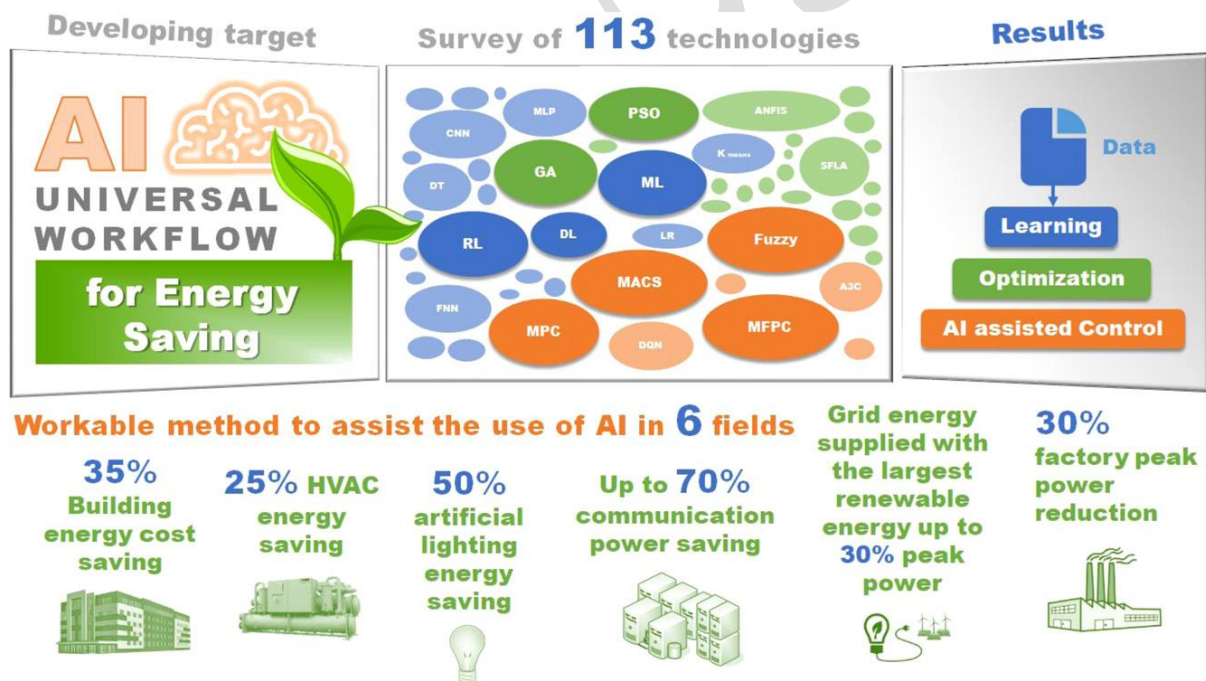 Developing target
AI
UNIVERSAL
WORKFLOW
for Energy
Saving
Survey of 113 technologies
MLP
PSO
ANFIS
CNN
K means
GA
ML
SFLA
DT
RL
DL
LR
Fuzzy
MACS
A3C
FNN
MPC
DQN
MFPC
Results
Data
Learning
Optimization
AI assisted Control
Workable method to assist the use of AI in 6 fields
35%
Building
energy cost
saving
25% HVAC
energy
saving
50%
artificial
lighting
energy
saving
Up to 70%
communication
power saving
Grid energy
supplied with
the largest
renewable
energy up to
30% peak
power
30%
factory peak
power
reduction